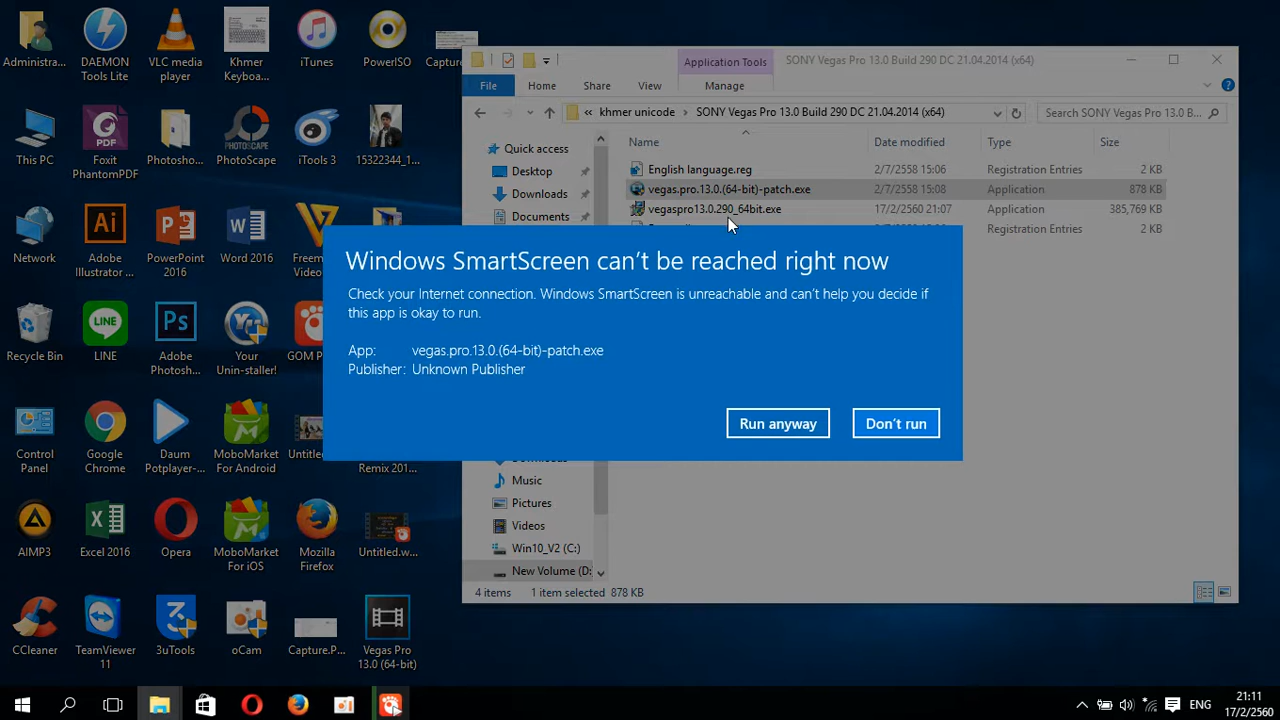 Administra...
DAEMON
Tools Lite
VLC media
player
Khmer
Keyboa...
iTunes
PowerISO
Capture
This PC
Foxit
PhantomPDF
Photosho...
PhotoScape
iTools 3
15322344_1...
Network
Adobe
Illustrator ...
PowerPoint
2016
Word 2016
Freem
Video
Recycle Bin
LINE
Adobe
Photosh...
Your
Unin-staller!
GOM P
Control
Panel
Google
Chrome
Daum
Potplayer-...
MoboMarket
For Android
Untitle
Remix 201...
AIMP3
Excel 2016
Opera
MoboMarket
For iOS
Mozilla
Firefox
Untitled.w...
CCleaner
TeamViewer
11
3uTools
oCam
Capture.P...
Vegas Pro
13.0 (64-bit)
Application Tools
SONY Vegas Pro 13.0 Build 290 DC 21.04.2014 (x64)
File
Home
Share
View
Manage
« khmer unicode > SONY Vegas Pro 13.0 Build 290 DC 21.04.2014 (x64)
Search SONY Vegas Pro 13.0 B...
Name
Date modified
Type
Size
Quick access
Desktop
Downloads
Documents
English language.reg
2/7/2558 15:06
Registration Entries
2 KB
vegas.pro.13.0.(64-bit)-patch.exe
2/7/2558 15:08
Application
878 KB
vegaspro13.0.290_64bit.exe
17/2/2560 21:07
Application
385,769 KB
Registration Entries
2 KB
Windows SmartScreen can't be reached right now
Check your Internet connection. Windows SmartScreen is unreachable and can't help you decide if
this app is okay to run.
App: vegas.pro.13.0.(64-bit)-patch.exe
Publisher: Unknown Publisher
Run anyway
Don't run
Music
Pictures
Videos
Win10_V2 (C:)
New Volume (D:
4 items
1 item selected 878 KB
ENG
21:11
17/2/2560